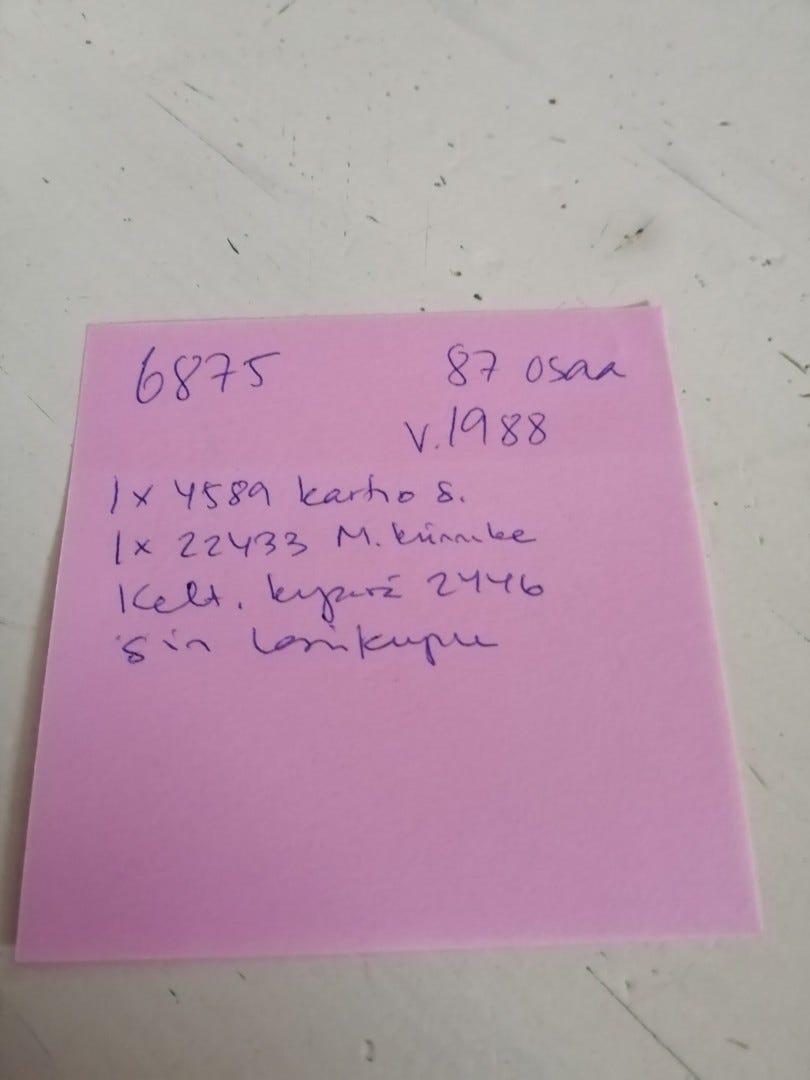 6875 87 osaa
v.1988
1x 4589 kartio s.
1x 22433 M. kiinnike
Kelt. kypärä 2446
sin lasikupu